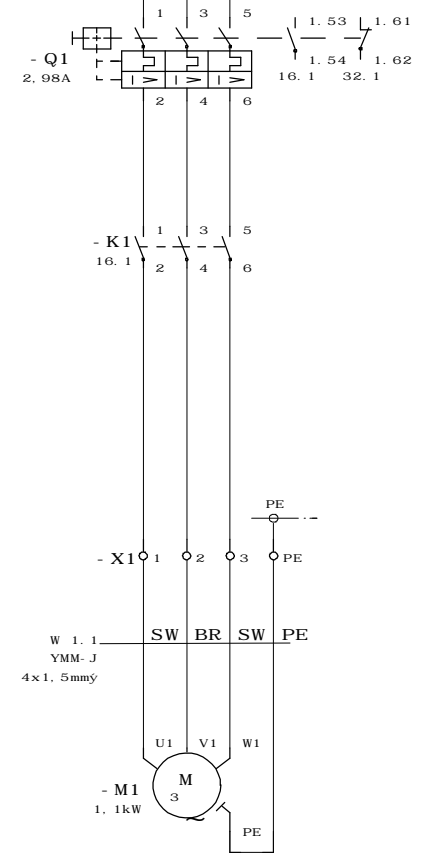 1 3 5 1.53 1.61
- Q1 1.54 1.62
2,98A 16.1 32.1
I > I > I >
2 4 6
1 3 5
- K1
16.1 2 4 6
PE
- X1 1 2 3 PE
W 1.1 SW BR SW PE
YMM-J
4x1,5mmý
U1 V1 W1
- M1 M
1,1kW 3 ~
PE